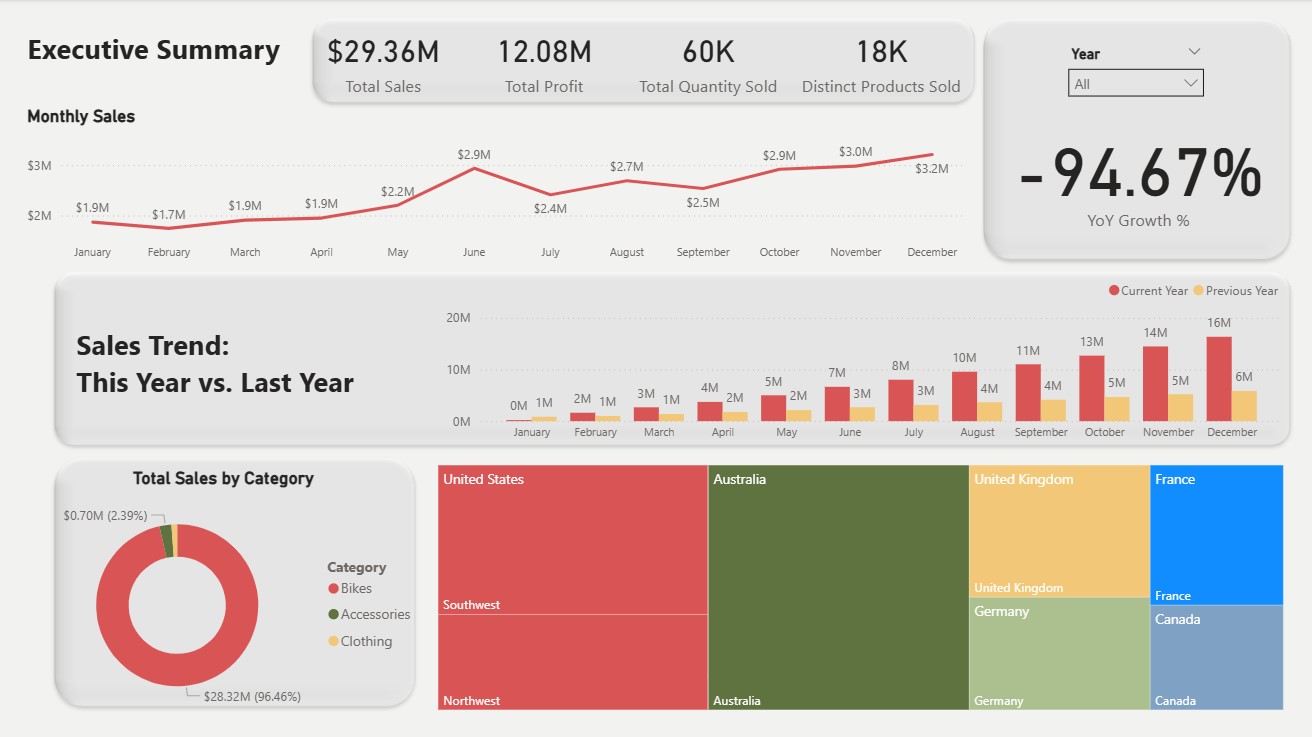 Executive Summary
$29.36M
Total Sales
12.08M
Total Profit
60K
Total Quantity Sold
18K
Distinct Products Sold
Year
All
-94.67%
YoY Growth %
Monthly Sales
$3M
$2M
$1.9M
$1.7M
$1.9M
$1.9M
$2.2M
$2.9M
$2.4M
$2.7M
$2.5M
$2.9M
$3.0M
$3.2M
January February March April May June July August September October November December
Sales Trend:
This Year vs. Last Year
Current Year Previous Year
20M
10M
0M
0M 1M
2M 1M
3M 1M
4M 2M
5M 2M
7M 3M
8M 3M
10M 4M
11M 4M
13M 5M
14M 5M
16M 6M
January February March April May June July August September October November December
Total Sales by Category
$0.70M (2.39%)
$28.32M (96.46%)
Category
Bikes
Accessories
Clothing
United States
Southwest
Northwest
Australia
Australia
United Kingdom
United Kingdom
Germany
Germany
France
France
Canada
Canada